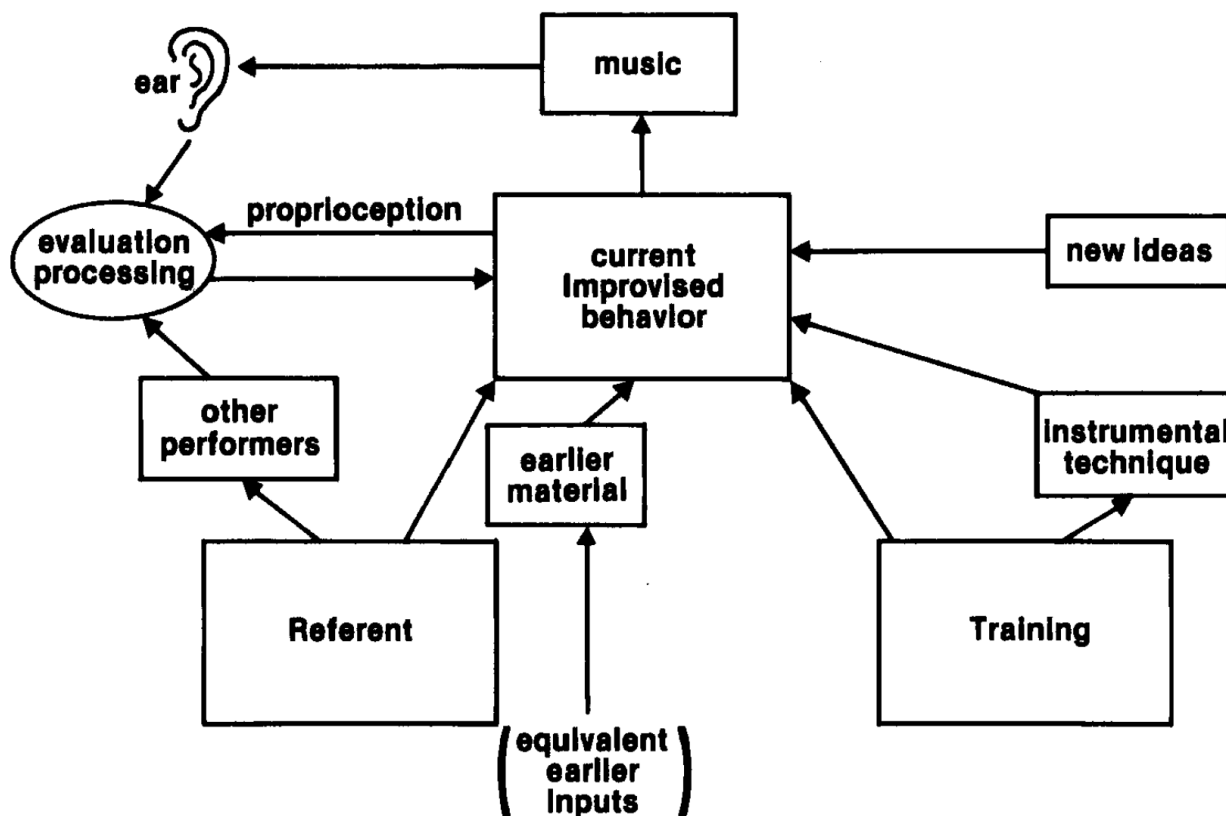 music
ear
proprioception
evaluation
processing
current
improvised
behavior
new ideas
other
performers
earlier
material
instrumental
technique
Referent
Training
(equivalent
earlier
inputs)